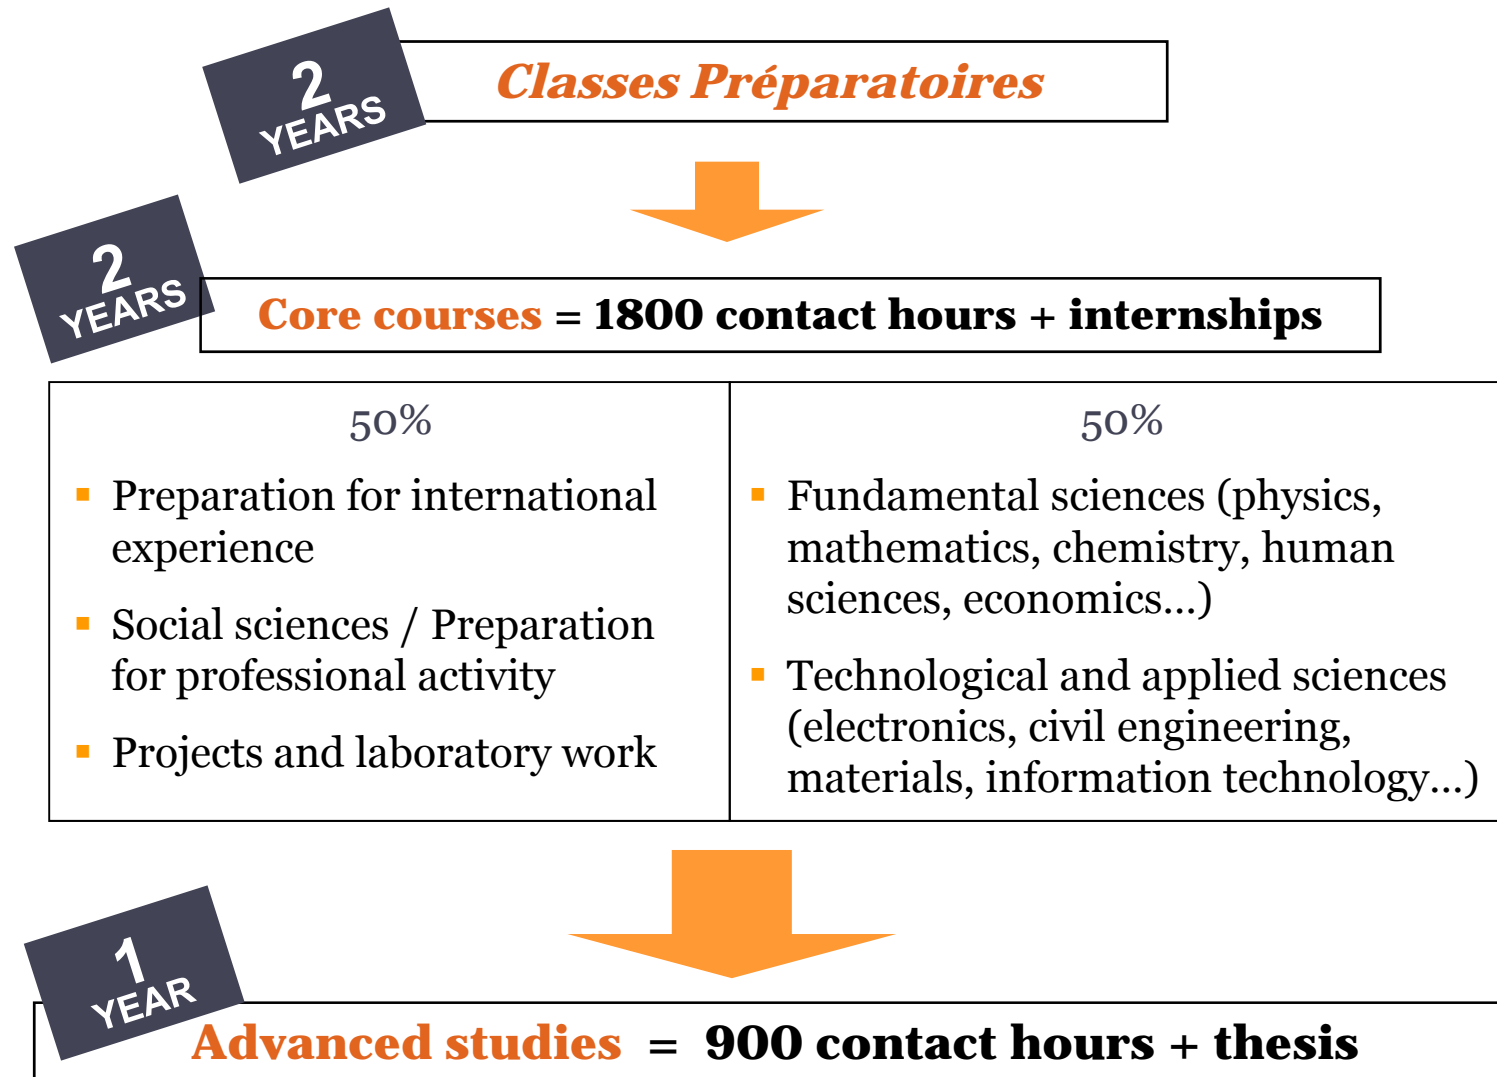 2
YEARS
Classes Préparatoires
2
YEARS
Core courses = 1800 contact hours + internships
50%
▪ Preparation for international
experience
▪ Social sciences / Preparation
for professional activity
▪ Projects and laboratory work
50%
▪ Fundamental sciences (physics,
mathematics, chemistry, human
sciences, economics...)
▪ Technological and applied sciences
(electronics, civil engineering,
materials, information technology...)
1
YEAR
Advanced studies = 900 contact hours + thesis